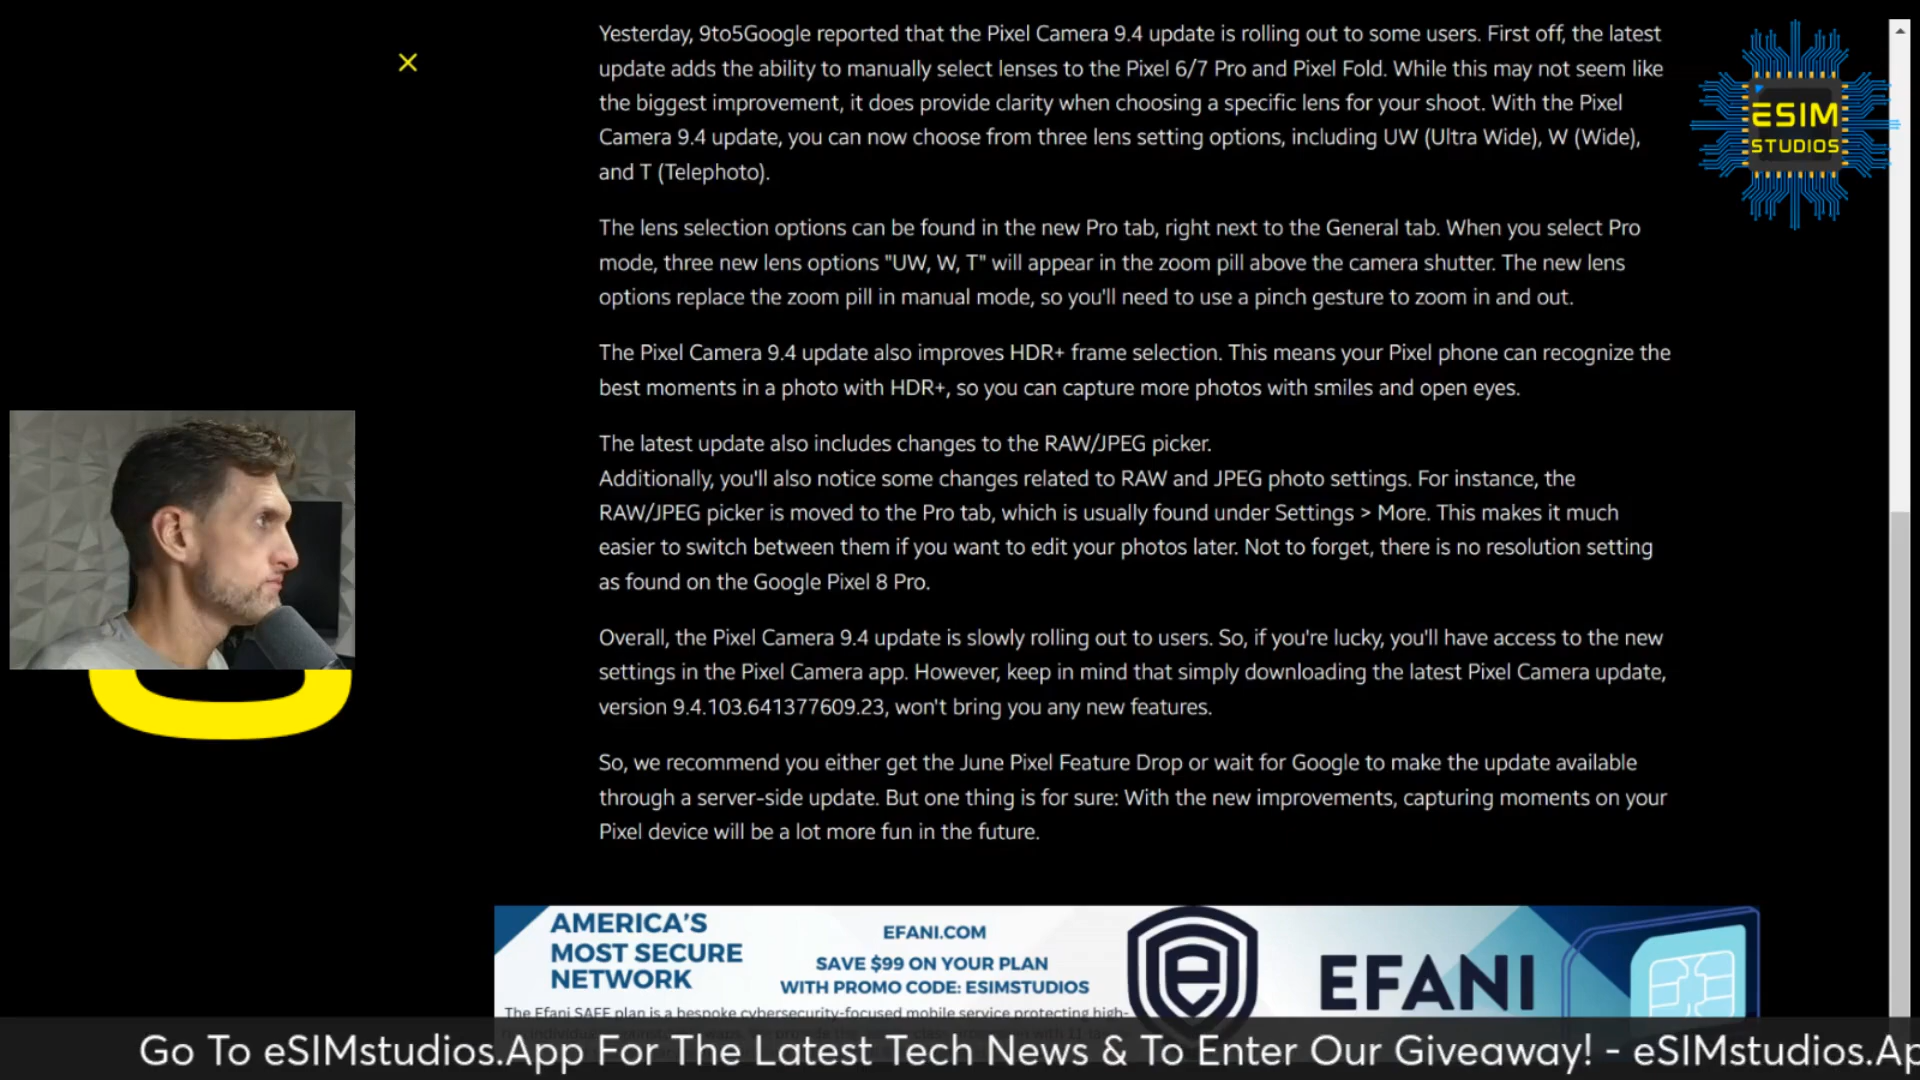 Yesterday, 9to5Google reported that the Pixel Camera 9.4 update is rolling out to some users. First off, the latest
update adds the ability to manually select lenses to the Pixel 6/7 Pro and Pixel Fold. While this may not seem like
the biggest improvement, it does provide clarity when choosing a specific lens for your shoot. With the Pixel
Camera 9.4 update, you can now choose from three lens setting options, including UW (Ultra Wide), W (Wide),
and T (Telephoto).
ESIM
STUDIOS
The lens selection options can be found in the new Pro tab, right next to the General tab. When you select Pro
mode, three new lens options "UW, W, T" will appear in the zoom pill above the camera shutter. The new lens
options replace the zoom pill in manual mode, so you'll need to use a pinch gesture to zoom in and out.
The Pixel Camera 9.4 update also improves HDR+ frame selection. This means your Pixel phone can recognize the
best moments in a photo with HDR+, so you can capture more photos with smiles and open eyes.
The latest update also includes changes to the RAW/JPEG picker.
Additionally, you'll also notice some changes related to RAW and JPEG photo settings. For instance, the
RAW/JPEG picker is moved to the Pro tab, which is usually found under Settings > More. This makes it much
easier to switch between them if you want to edit your photos later. Not to forget, there is no resolution setting
as found on the Google Pixel 8 Pro.
Overall, the Pixel Camera 9.4 update is slowly rolling out to users. So, if you're lucky, you'll have access to the new
settings in the Pixel Camera app. However, keep in mind that simply downloading the latest Pixel Camera update,
version 9.4.103.641377609.23, won't bring you any new features.
So, we recommend you either get the June Pixel Feature Drop or wait for Google to make the update available
through a server-side update. But one thing is for sure: With the new improvements, capturing moments on your
Pixel device will be a lot more fun in the future.
AMERICA'S
MOST SECURE
NETWORK
EFANI.COM
SAVE $99 ON YOUR PLAN
WITH PROMO CODE: ESIMSTUDIOS
EFANI
The Efani SAFE plan is a bespoke cybersecurity-focused mobile service protecting high-
Go To eSIMstudios.App For The Latest Tech News & To Enter Our Giveaway! - eSIMstudios.Ap